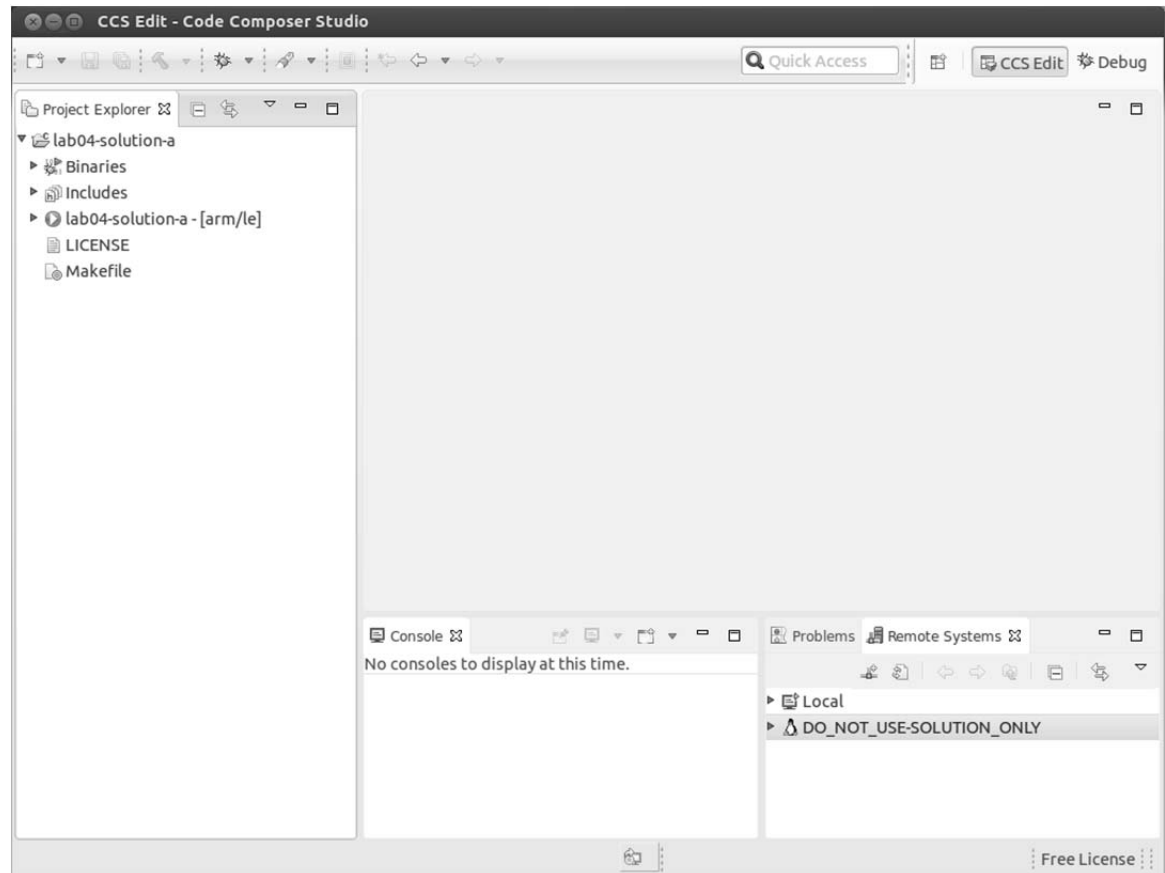 CCS Edit - Code Composer Studio
Quick Access
CCS Edit
Debug
Project Explorer
lab04-solution-a
Binaries
Includes
lab04-solution-a - [arm/le]
LICENSE
Makefile
Console
No consoles to display at this time.
Problems
Remote Systems
Local
DO_NOT_USE-SOLUTION_ONLY
Free License